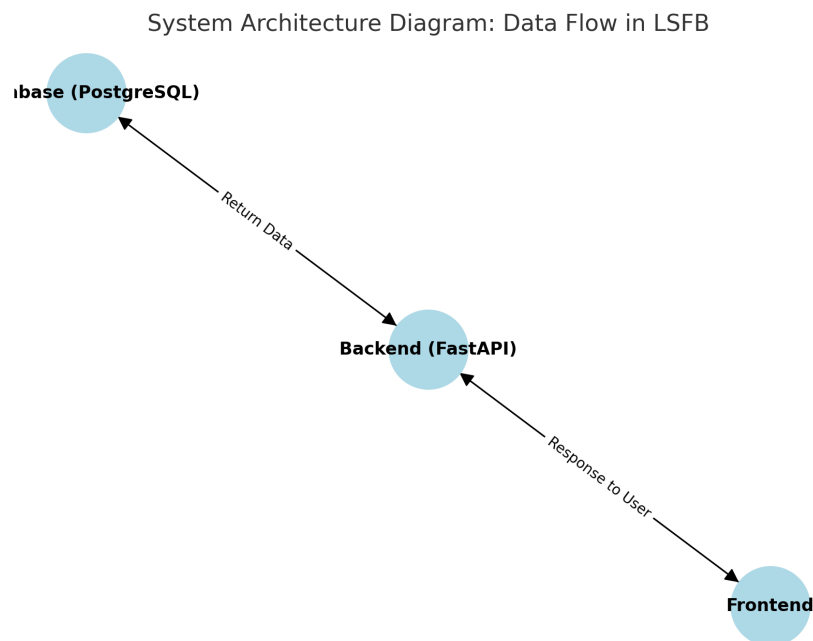 System Architecture Diagram: Data Flow in LSFB
abase (PostgreSQL)
Return Data
Backend (FastAPI)
Response to User
Frontend